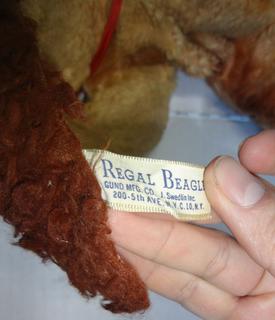 REGAL BEAGLE
GUND MFG. CO. J. Swedlin Inc.
200-5th AVE. N.Y.C. 10, N.Y.